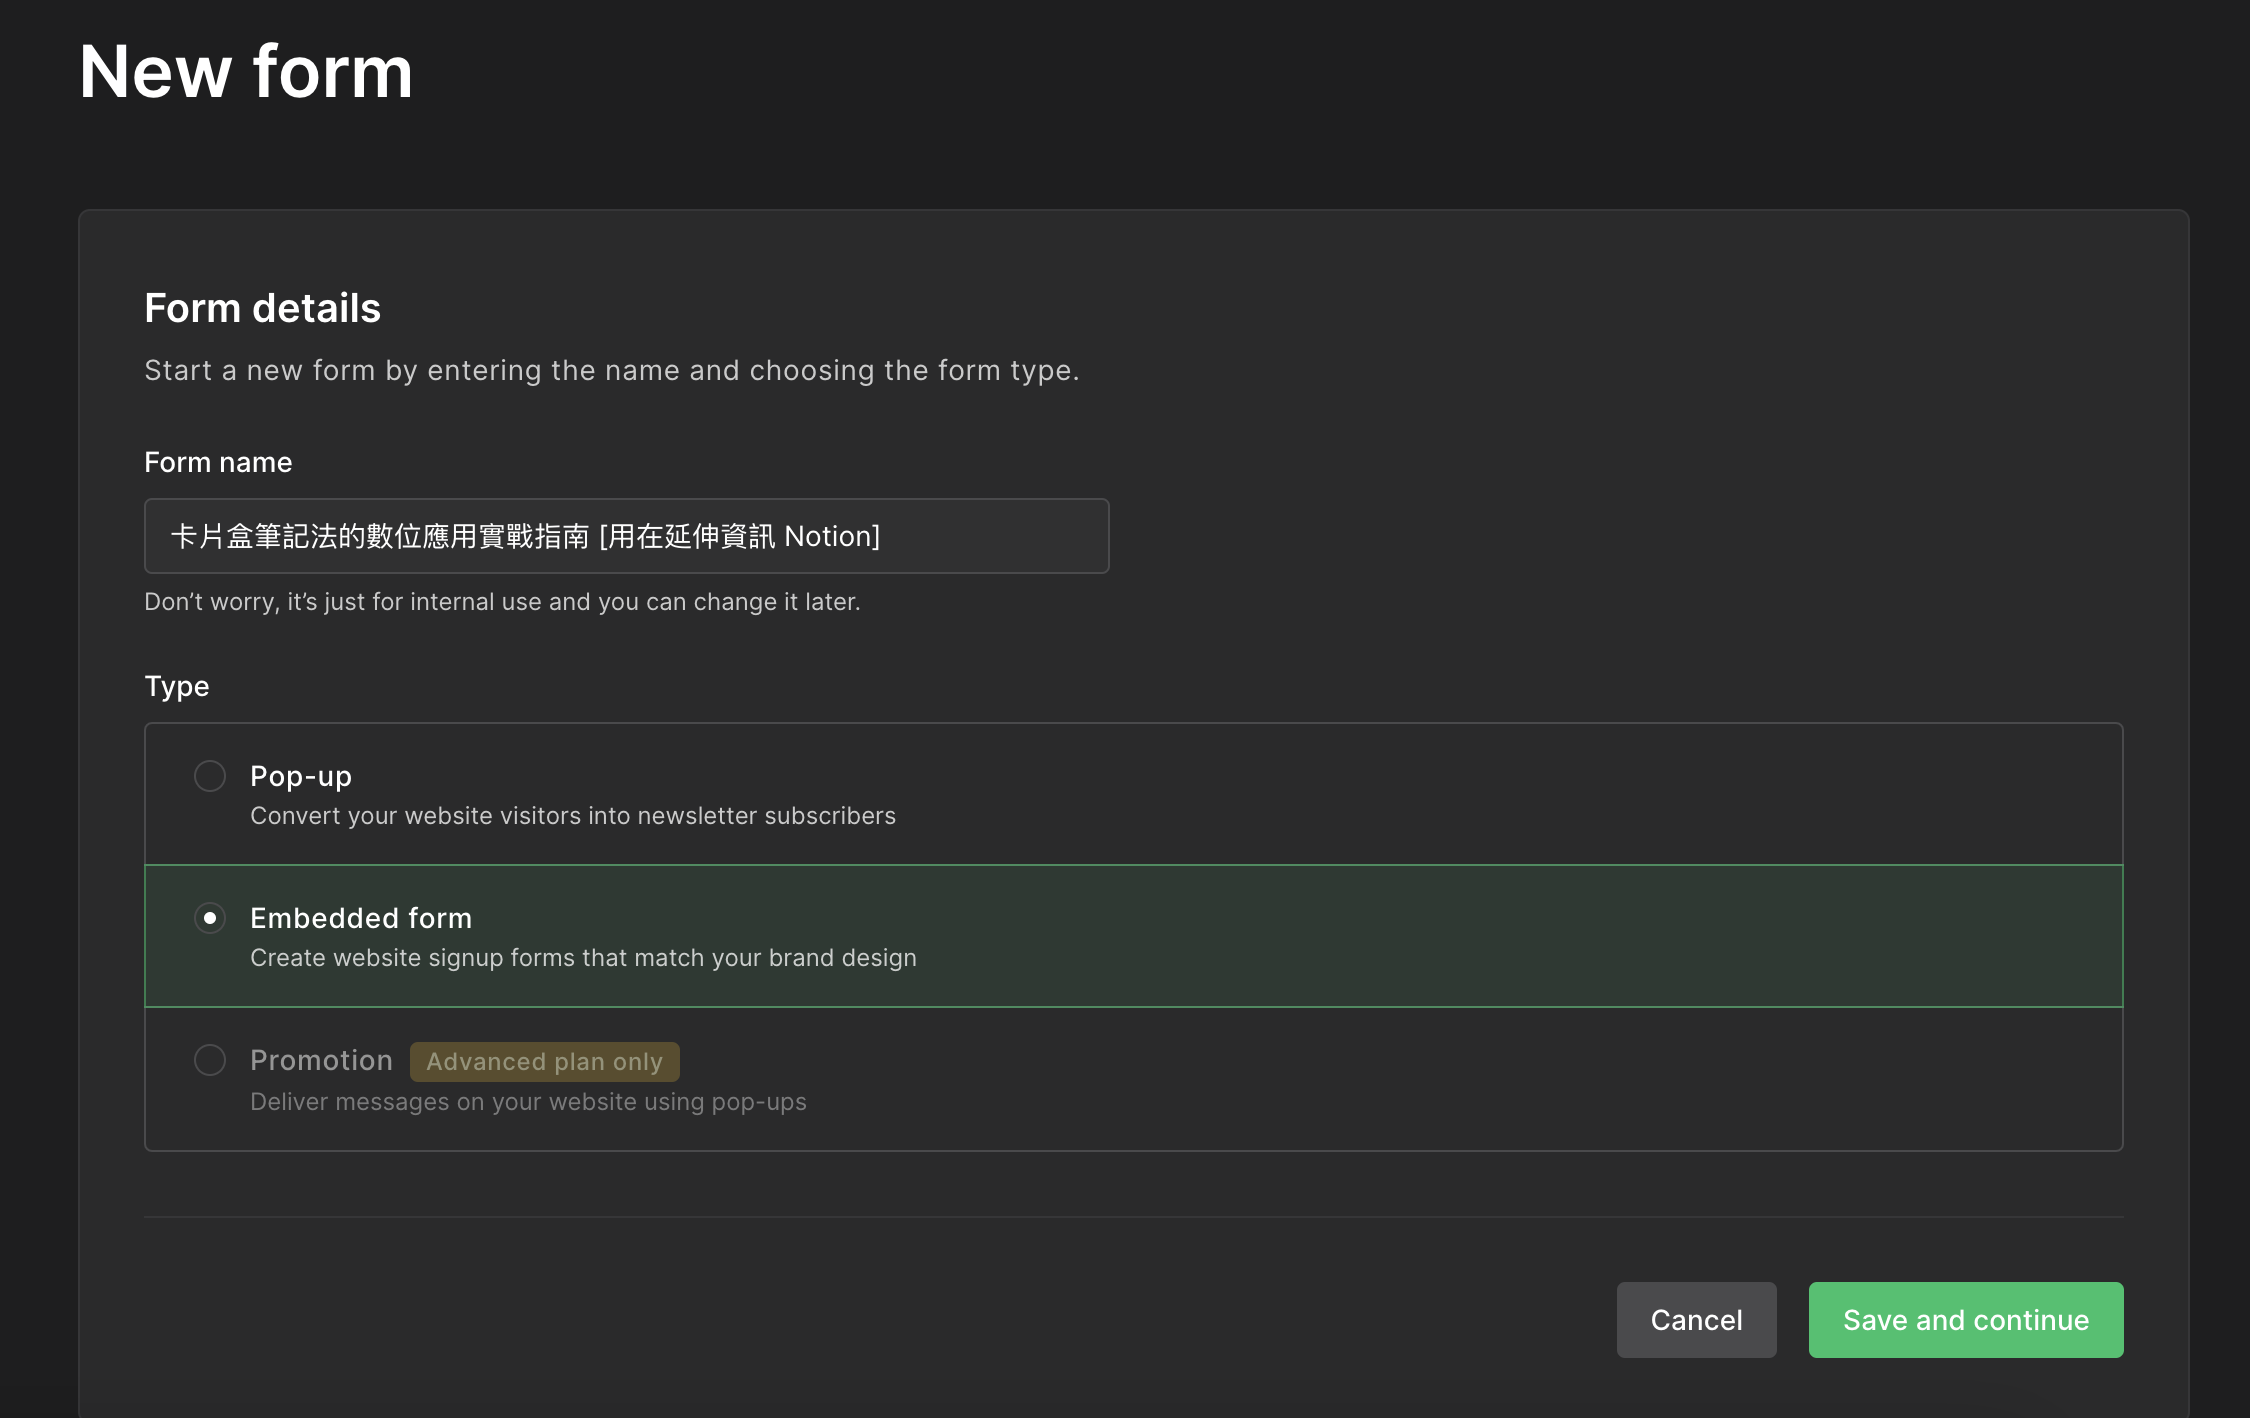 New form
Form details
Start a new form by entering the name and choosing the form type.
Form name
卡片盒筆記法的數位應用實戰指南 [用在延伸資訊 Notion]
Don’t worry, it’s just for internal use and you can change it later.
Type
Pop-up
Convert your website visitors into newsletter subscribers
Embedded form
Create website signup forms that match your brand design
Promotion Advanced plan only
Deliver messages on your website using pop-ups
Cancel Save and continue